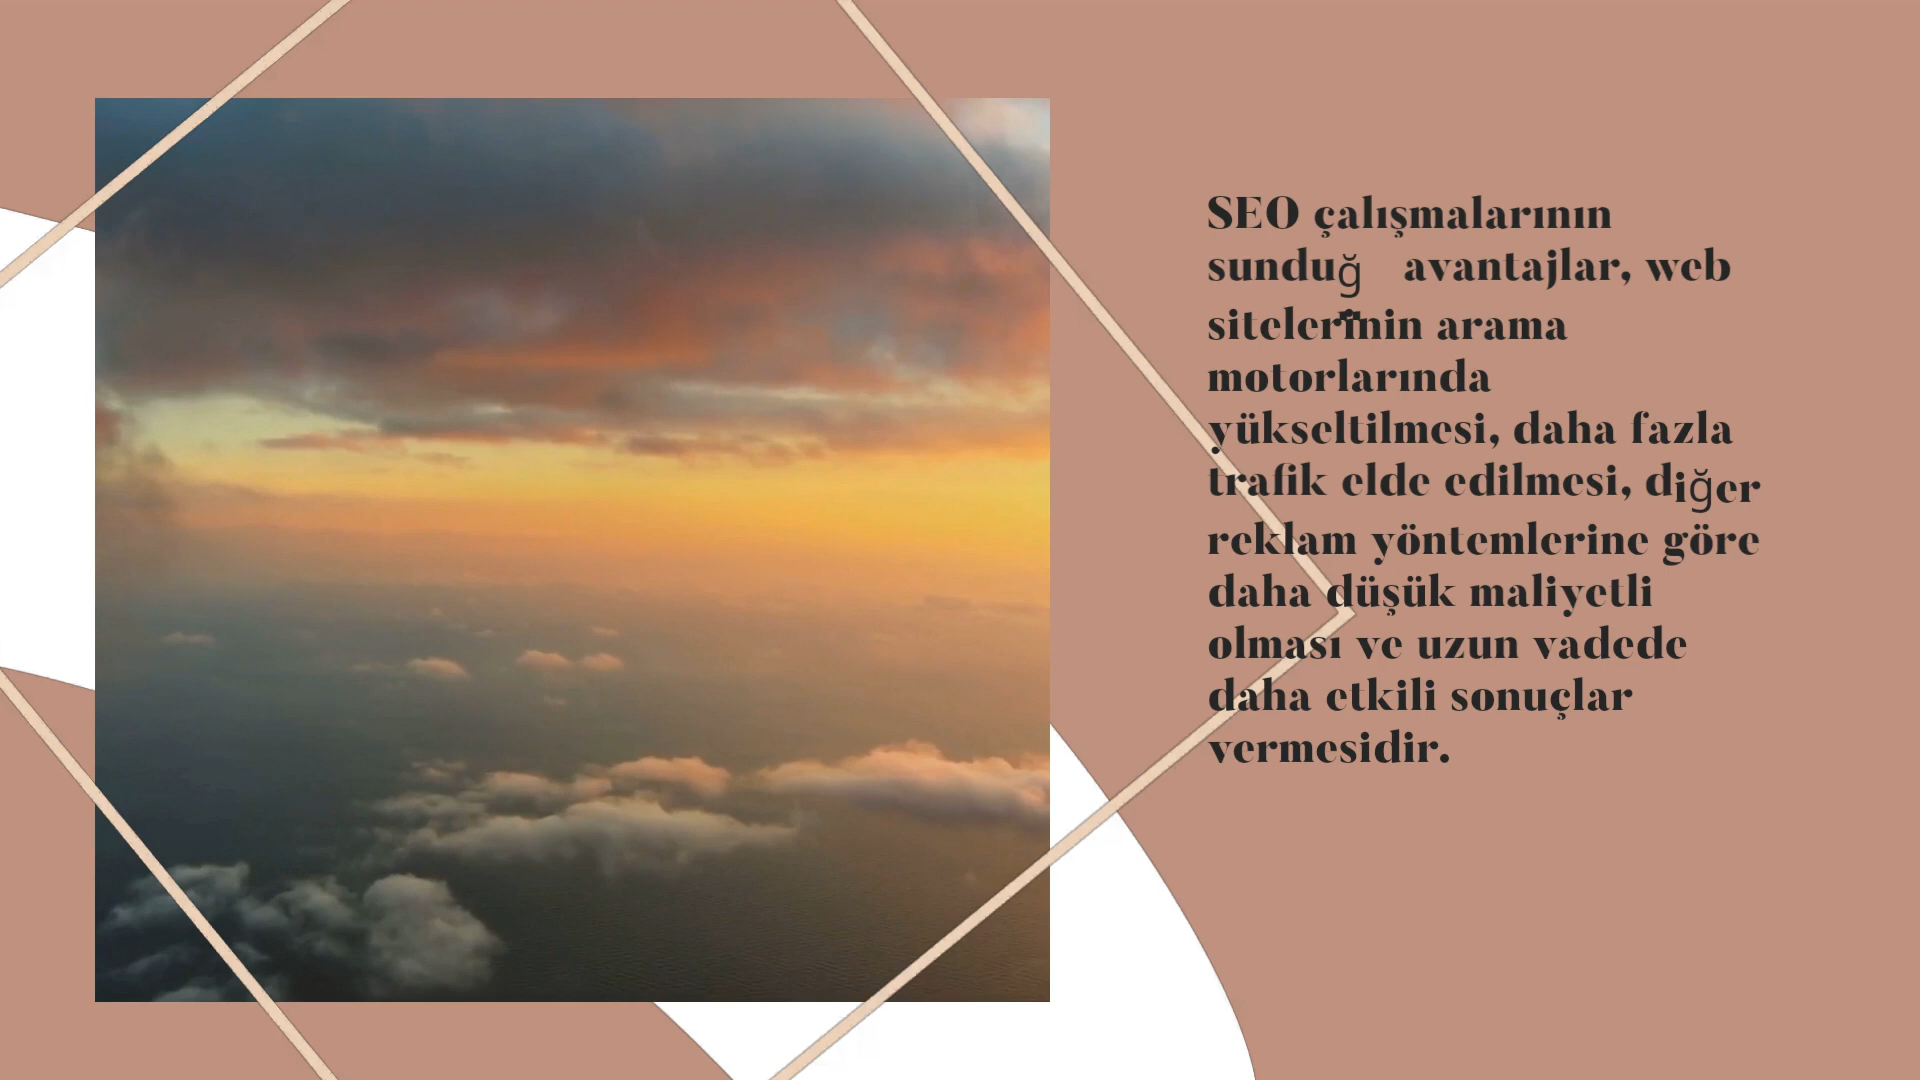 SEO çalışmalarının
sunduğ avantajlar, web
sitelerinin arama
motorlarında
yükseltilmesi, daha fazla
trafik elde edilmesi, diğer
reklam yöntemlerine göre
daha düşük maliyetli
olması ve uzun vadede
daha etkili sonuçlar
vermesidir.